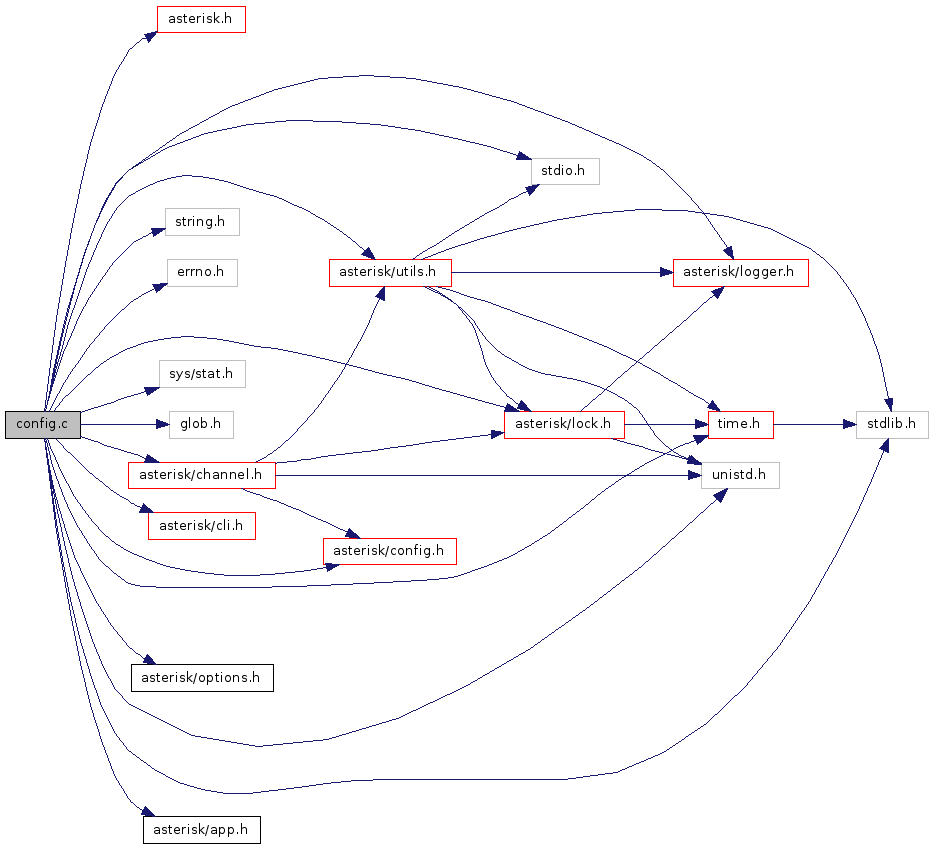 asterisk.h
stdio.h
string.h
errno.h
asterisk/utils.h
asterisk/logger.h
sys/stat.h
config.c
glob.h
asterisk/lock.h
time.h
stdlib.h
asterisk/channel.h
unistd.h
asterisk/cli.h
asterisk/config.h
asterisk/options.h
asterisk/app.h